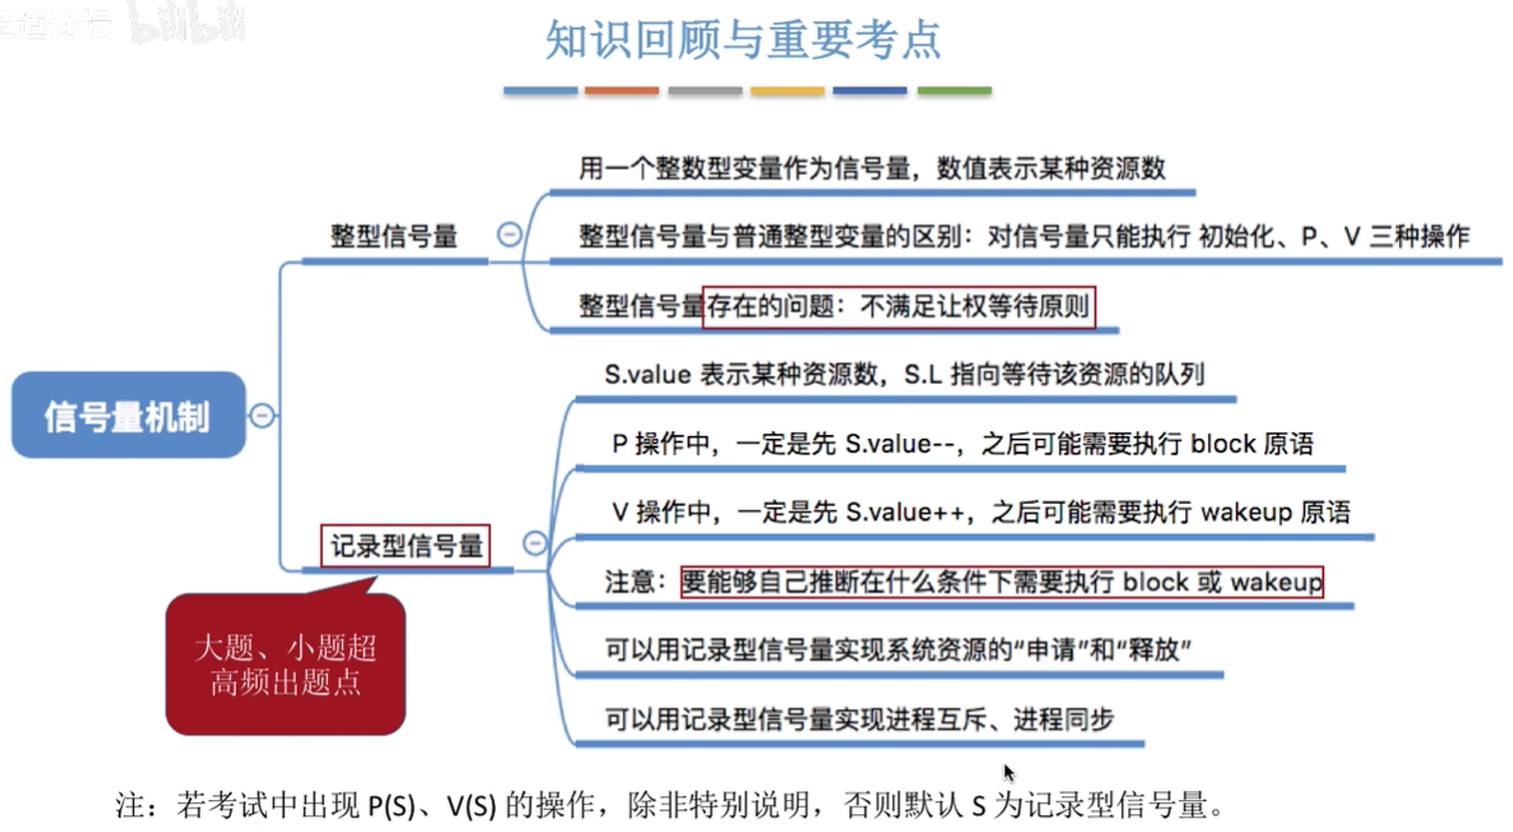 bilibili
知识回顾与重要考点
用一个整数型变量作为信号量，数值表示某种资源数
整型信号量
整型信号量与普通整型变量的区别：对信号量只能执行 初始化、P、V 三种操作
整型信号量存在的问题：不满足让权等待原则
信号量机制
S.value 表示某种资源数，S.L 指向等待该资源的队列
P 操作中，一定是先 S.value--，之后可能需要执行 block 原语
V 操作中，一定是先 S.value++，之后可能需要执行 wakeup 原语
记录型信号量
注意：要能够自己推断在什么条件下需要执行 block 或 wakeup
可以用记录型信号量实现系统资源的“申请”和“释放”
可以用记录型信号量实现进程互斥、进程同步
大题、小题超
高频出题点
注：若考试中出现 P(S)、V(S) 的操作，除非特别说明，否则默认 S 为记录型信号量。